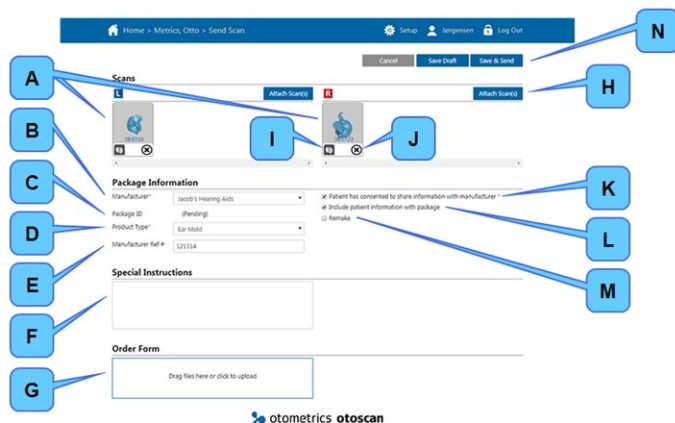 Home > Metrics, Otto > Send Scan Setup Jørgensen Log Out
N
Cancel Save Draft Save & Send
A
Scans
L Attach Scan(s) R Attach Scan(s)
H
B
I
J
C
Package Information
Manufacturer* Jacob's Hearing Aids
Patient has consented to share information with manufacturer *
K
Package ID (Pending)
Include patient information with package
D
Product Type* Ear Mold
Remake
L
Manufacturer Ref # 121314
E
M
Special Instructions
F
Order Form
G
Drag files here or click to upload
otometrics otoscan